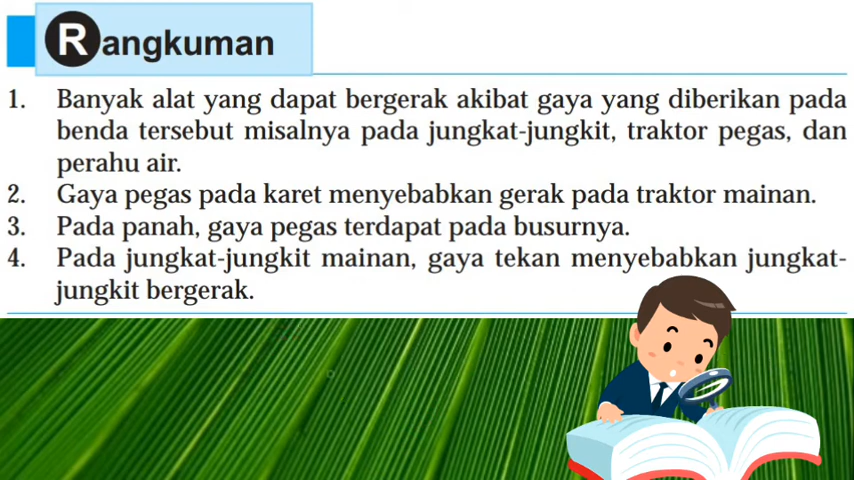 Rangkuman
1. Banyak alat yang dapat bergerak akibat gaya yang diberikan pada
benda tersebut misalnya pada jungkat-jungkit, traktor pegas, dan
perahu air.
2. Gaya pegas pada karet menyebabkan gerak pada traktor mainan.
3. Pada panah, gaya pegas terdapat pada busurnya.
4. Pada jungkat-jungkit mainan, gaya tekan menyebabkan jungkat-
jungkit bergerak.